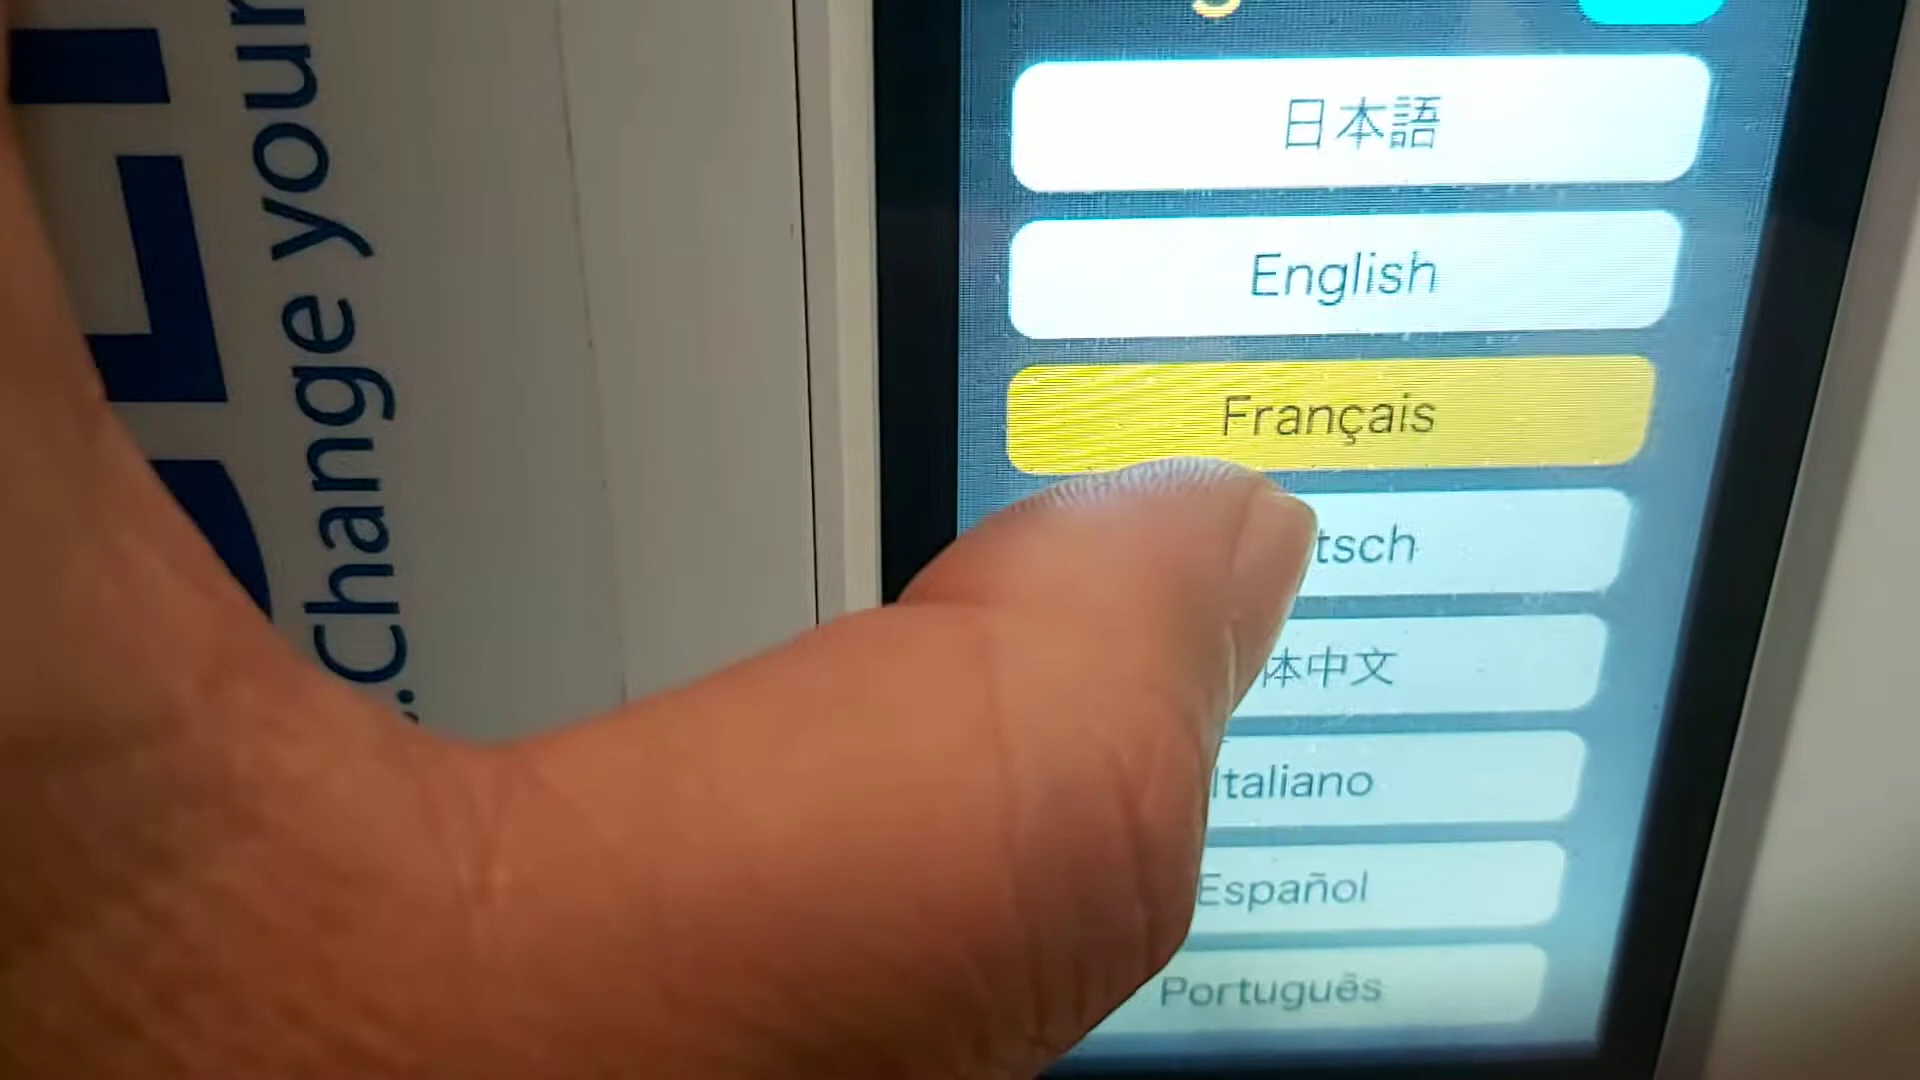 Change your
日本語
English
Français
tsch
体中文
Italiano
Español
Português